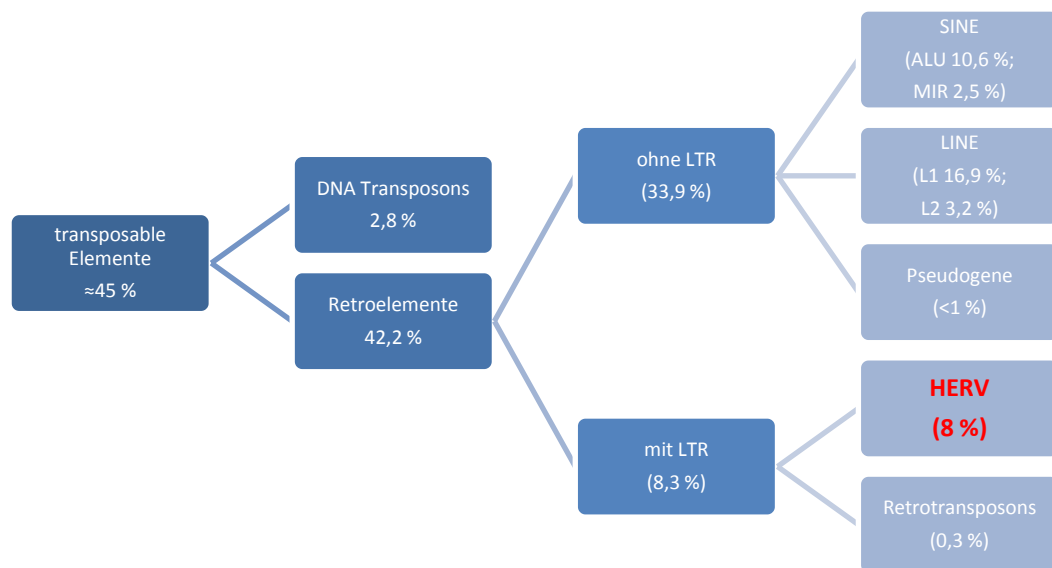 transposable
Elemente
≈45 %
DNA Transposons
2,8 %
Retroelemente
42,2 %
ohne LTR
(33,9 %)
mit LTR
(8,3 %)
SINE
(ALU 10,6 %;
MIR 2,5 %)
LINE
(L1 16,9 %;
L2 3,2 %)
Pseudogene
(<1 %)
HERV
(8 %)
Retrotransposons
(0,3 %)